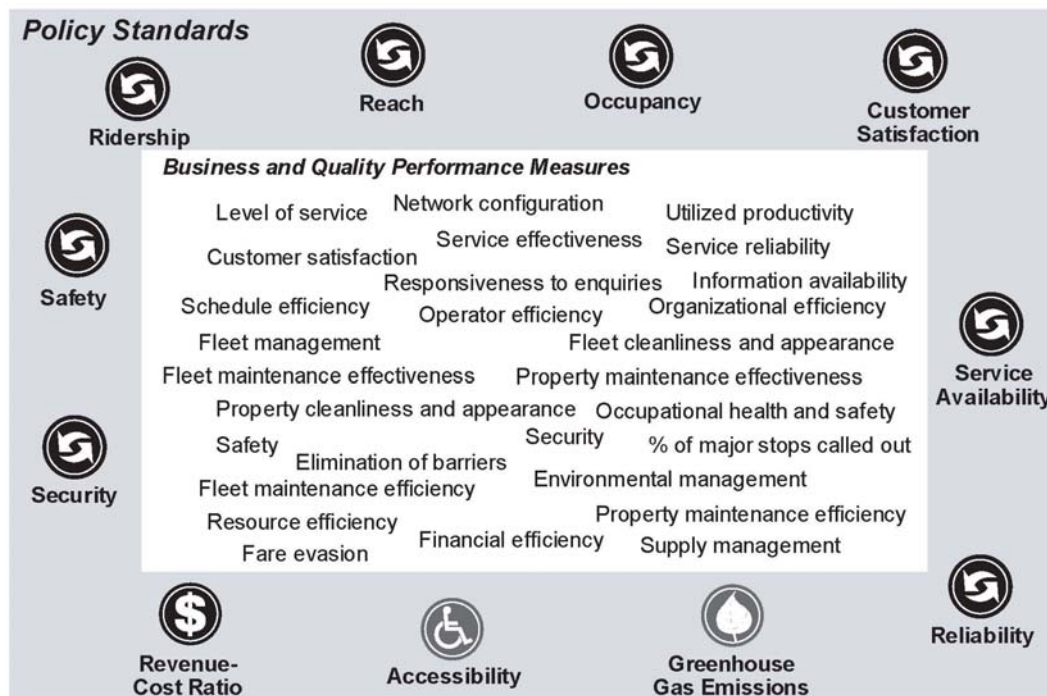 Policy Standards
Ridership
Reach
Occupancy
Customer
Satisfaction
Safety
Security
Business and Quality Performance Measures
Level of service
Network configuration
Utilized productivity
Customer satisfaction
Service effectiveness
Service reliability
Responsiveness to enquiries
Information availability
Schedule efficiency
Operator efficiency
Organizational efficiency
Fleet management
Fleet cleanliness and appearance
Fleet maintenance effectiveness
Property maintenance effectiveness
Property cleanliness and appearance
Occupational health and safety
Safety
Security
% of major stops called out
Elimination of barriers
Fleet maintenance efficiency
Environmental management
Resource efficiency
Property maintenance efficiency
Fare evasion
Financial efficiency
Supply management
Service
Availability
$
Revenue-
Cost Ratio
Accessibility
Greenhouse
Gas Emissions
Reliability